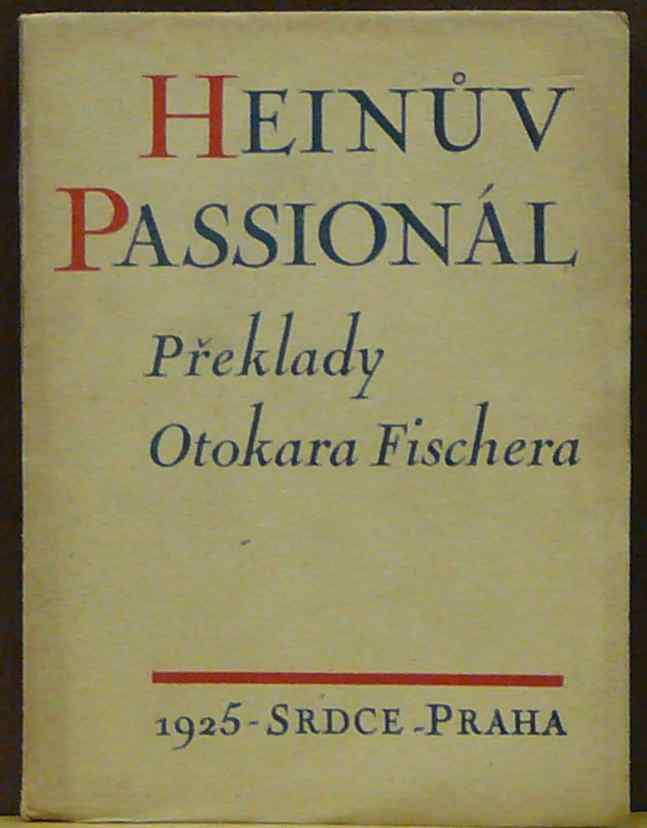 HEINŮV
PASSIONÁL
Překlady
Otokara Fischera
1925-SRDCE-PRAHA